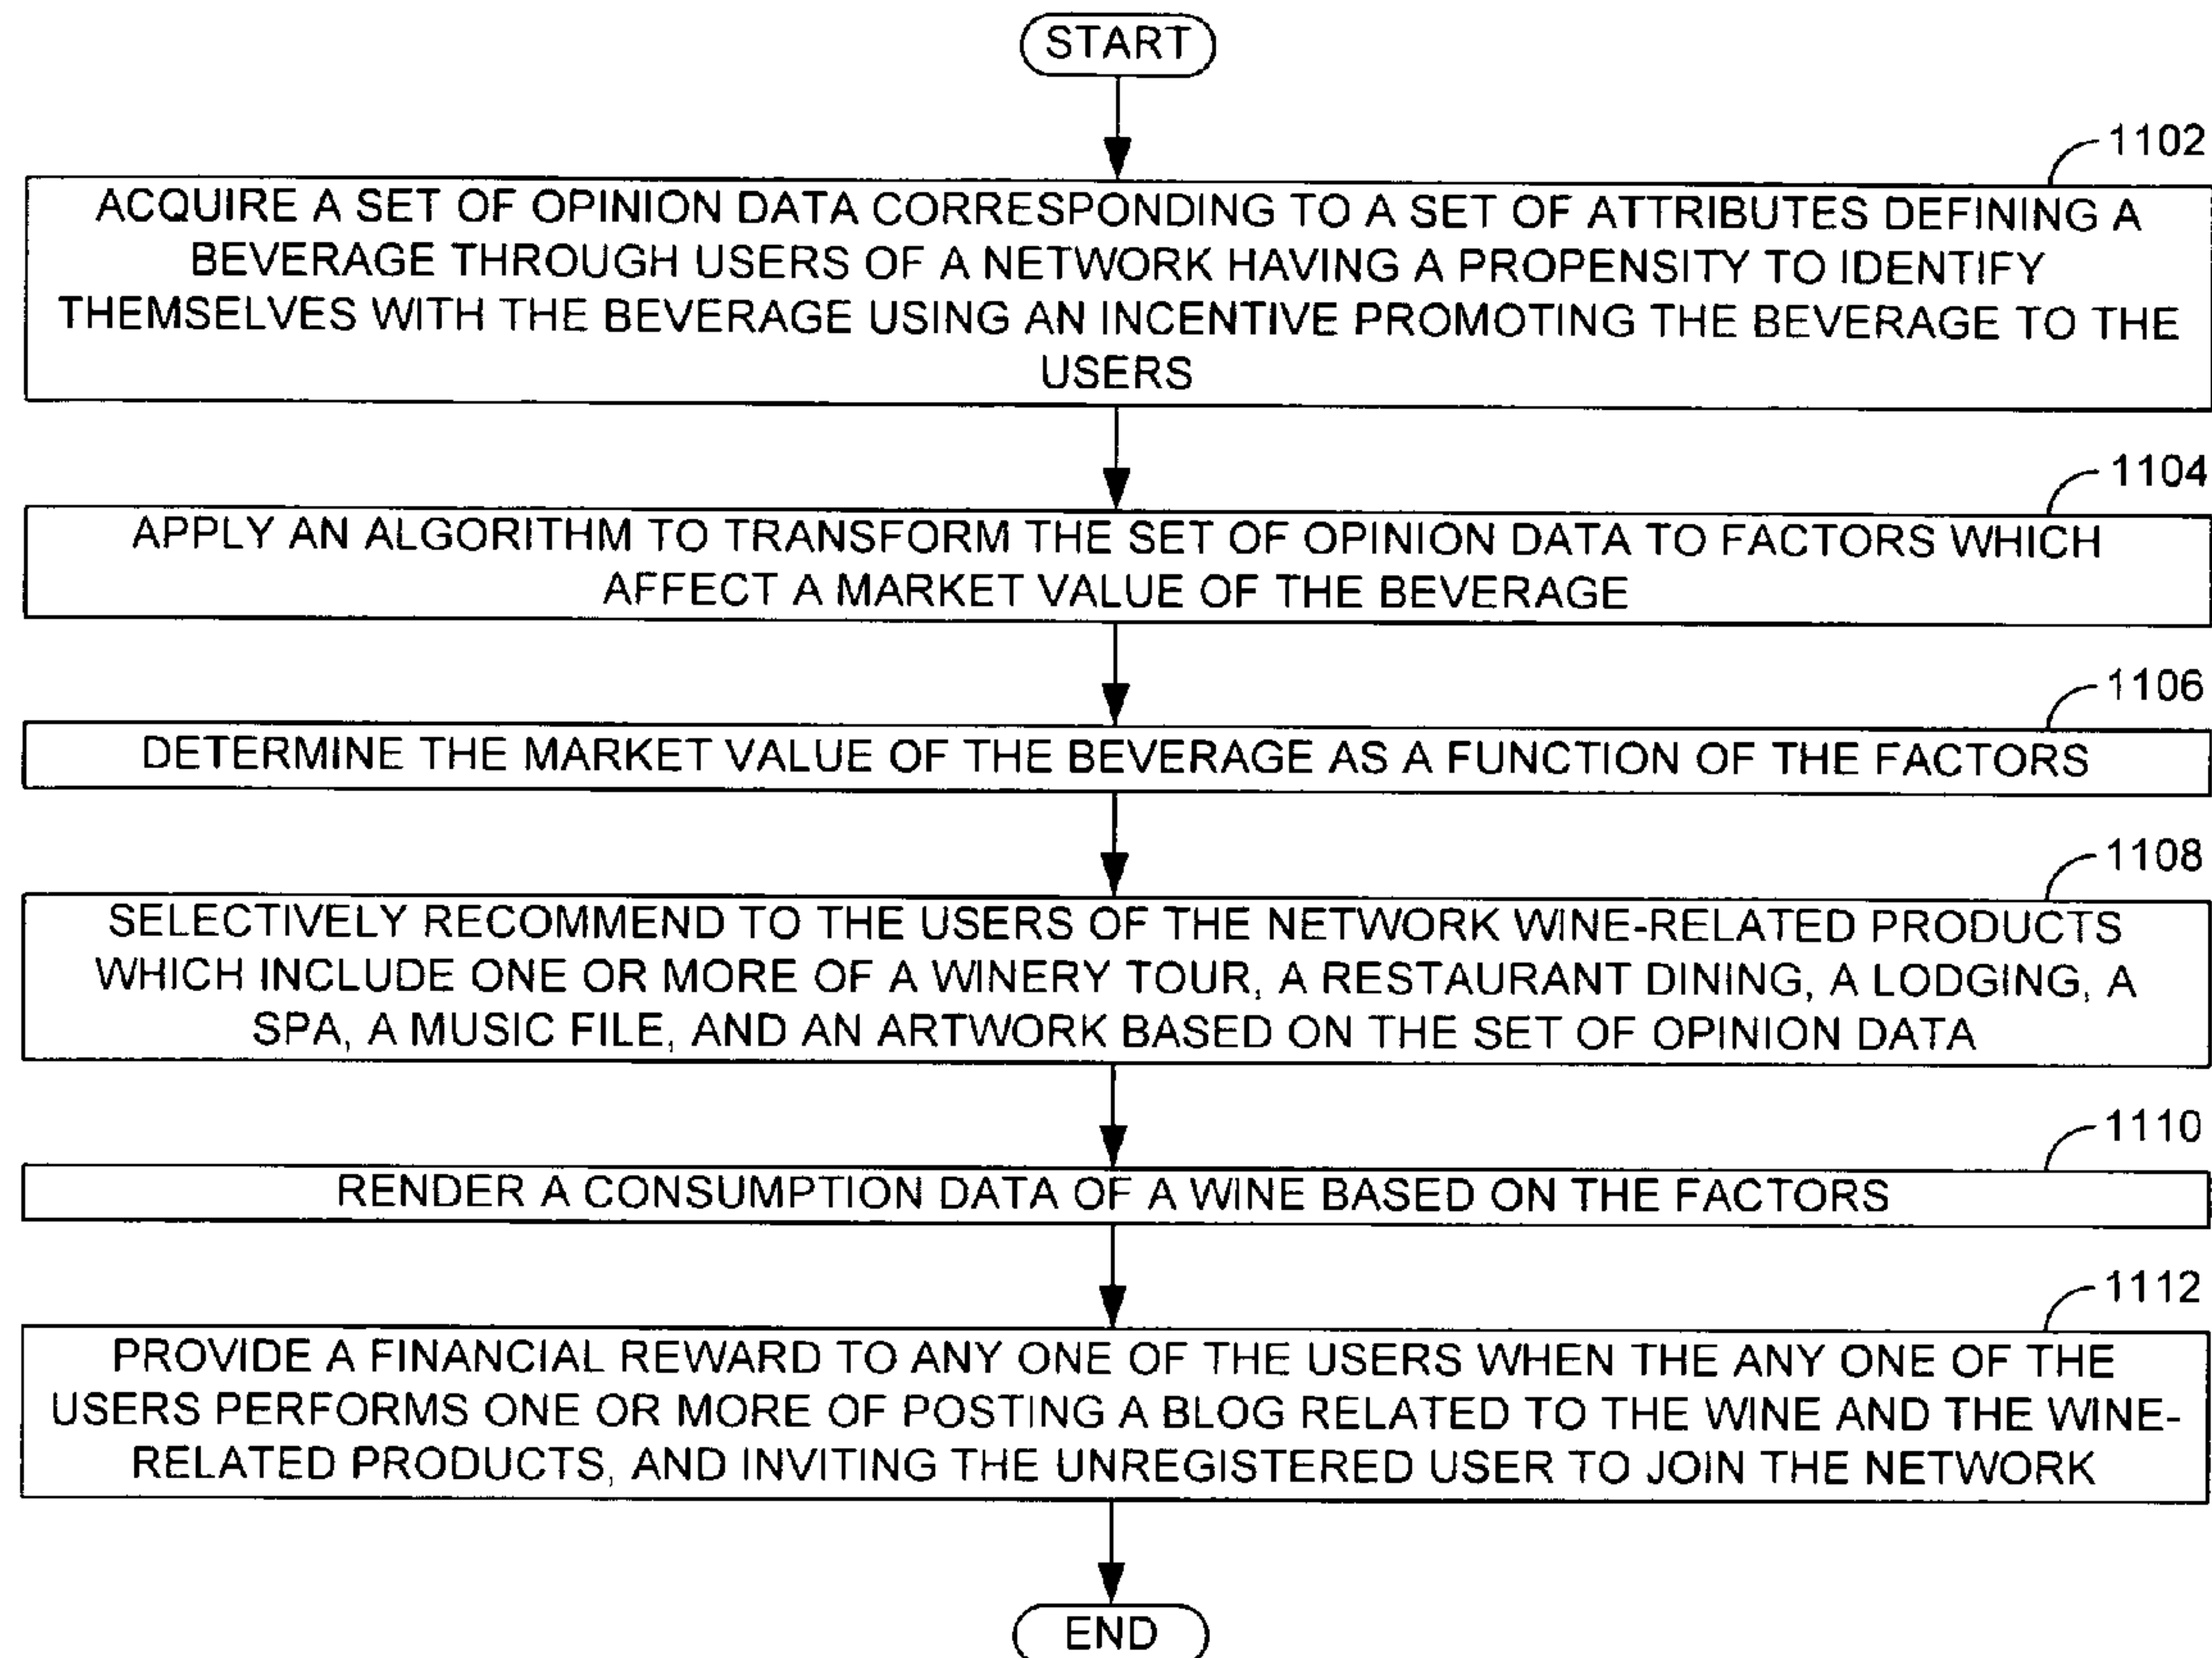 START
1102
ACQUIRE A SET OF OPINION DATA CORRESPONDING TO A SET OF ATTRIBUTES DEFINING A
BEVERAGE THROUGH USERS OF A NETWORK HAVING A PROPENSITY TO IDENTIFY
THEMSELVES WITH THE BEVERAGE USING AN INCENTIVE PROMOTING THE BEVERAGE TO THE
USERS
1104
APPLY AN ALGORITHM TO TRANSFORM THE SET OF OPINION DATA TO FACTORS WHICH
AFFECT A MARKET VALUE OF THE BEVERAGE
1106
DETERMINE THE MARKET VALUE OF THE BEVERAGE AS A FUNCTION OF THE FACTORS
1108
SELECTIVELY RECOMMEND TO THE USERS OF THE NETWORK WINE-RELATED PRODUCTS
WHICH INCLUDE ONE OR MORE OF A WINERY TOUR, A RESTAURANT DINING, A LODGING, A
SPA, A MUSIC FILE, AND AN ARTWORK BASED ON THE SET OF OPINION DATA
1110
RENDER A CONSUMPTION DATA OF A WINE BASED ON THE FACTORS
1112
PROVIDE A FINANCIAL REWARD TO ANY ONE OF THE USERS WHEN THE ANY ONE OF THE
USERS PERFORMS ONE OR MORE OF POSTING A BLOG RELATED TO THE WINE AND THE WINE-
RELATED PRODUCTS, AND INVITING THE UNREGISTERED USER TO JOIN THE NETWORK
END